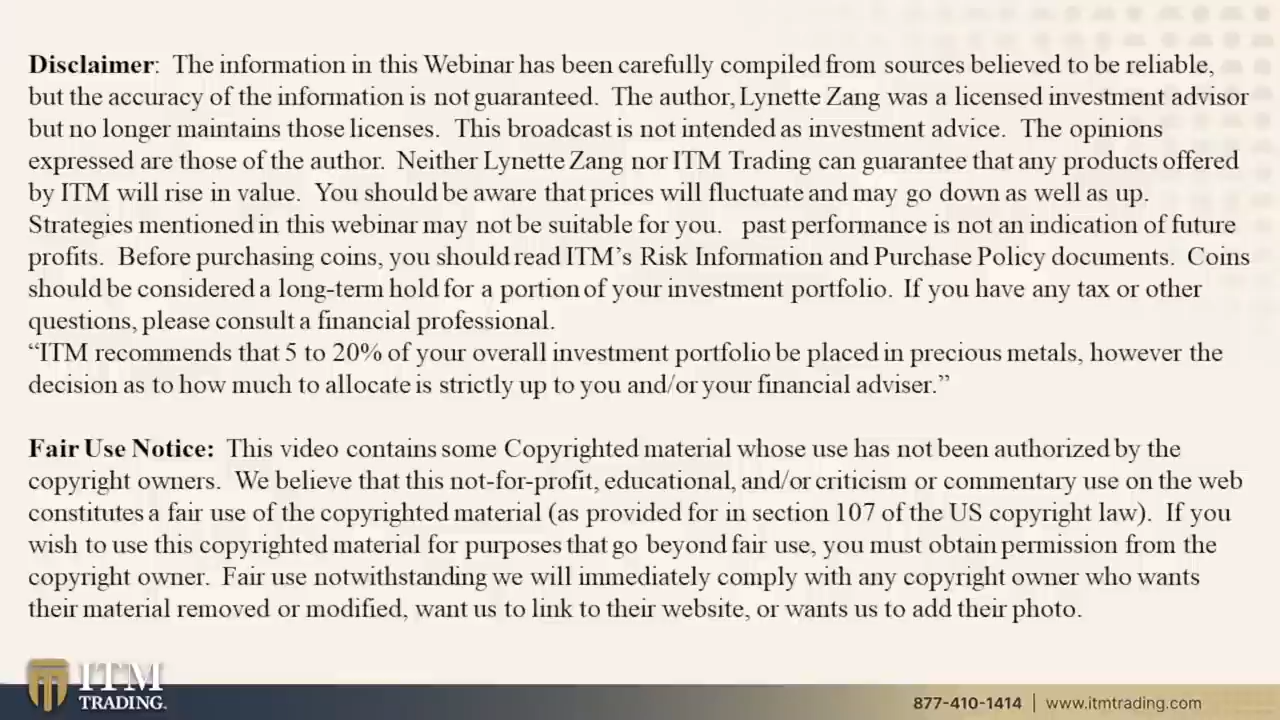 Disclaimer:  The information in this Webinar has been carefully compiled from sources believed to be reliable,
but the accuracy of the information is not guaranteed.  The author, Lynette Zang was a licensed investment advisor
but no longer maintains those licenses.  This broadcast is not intended as investment advice.  The opinions
expressed are those of the author.  Neither Lynette Zang nor ITM Trading can guarantee that any products offered
by ITM will rise in value.  You should be aware that prices will fluctuate and may go down as well as up.
Strategies mentioned in this webinar may not be suitable for you.   past performance is not an indication of future
profits.  Before purchasing coins, you should read ITM’s Risk Information and Purchase Policy documents.  Coins
should be considered a long-term hold for a portion of your investment portfolio.  If you have any tax or other
questions, please consult a financial professional.
“ITM recommends that 5 to 20% of your overall investment portfolio be placed in precious metals, however the
decision as to how much to allocate is strictly up to you and/or your financial adviser.”
Fair Use Notice:  This video contains some Copyrighted material whose use has not been authorized by the
copyright owners.  We believe that this not-for-profit, educational, and/or criticism or commentary use on the web
constitutes a fair use of the copyrighted material (as provided for in section 107 of the US copyright law).  If you
wish to use this copyrighted material for purposes that go beyond fair use, you must obtain permission from the
copyright owner.  Fair use notwithstanding we will immediately comply with any copyright owner who wants
their material removed or modified, want us to link to their website, or wants us to add their photo.
ITM
TRADING.
877-410-1414 | www.itmtrading.com